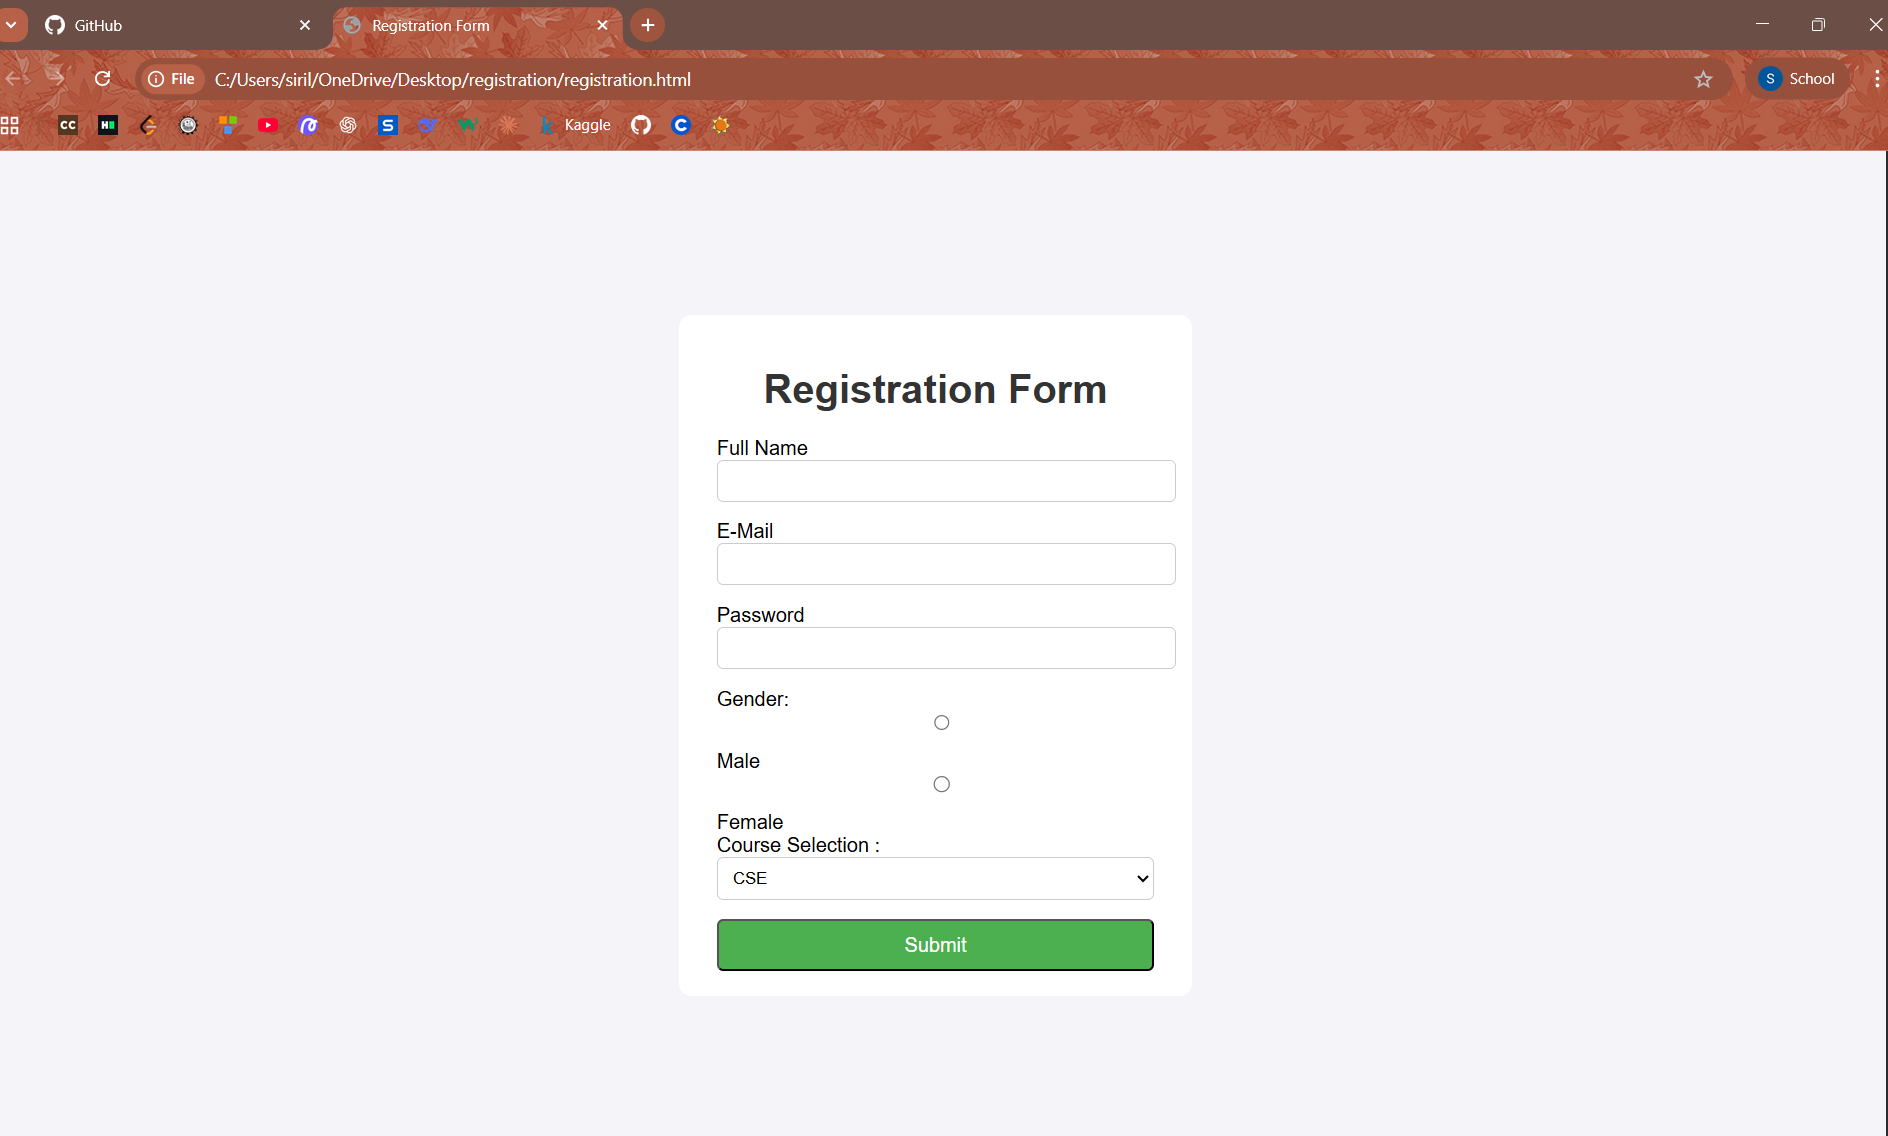 GitHub
Registration Form
File
C:/Users/siril/OneDrive/Desktop/registration/registration.html
S
School
CC
H
S
k
Kaggle
C
Registration Form
Full Name
E-Mail
Password
Gender:
Male
Female
Course Selection :
CSE
Submit